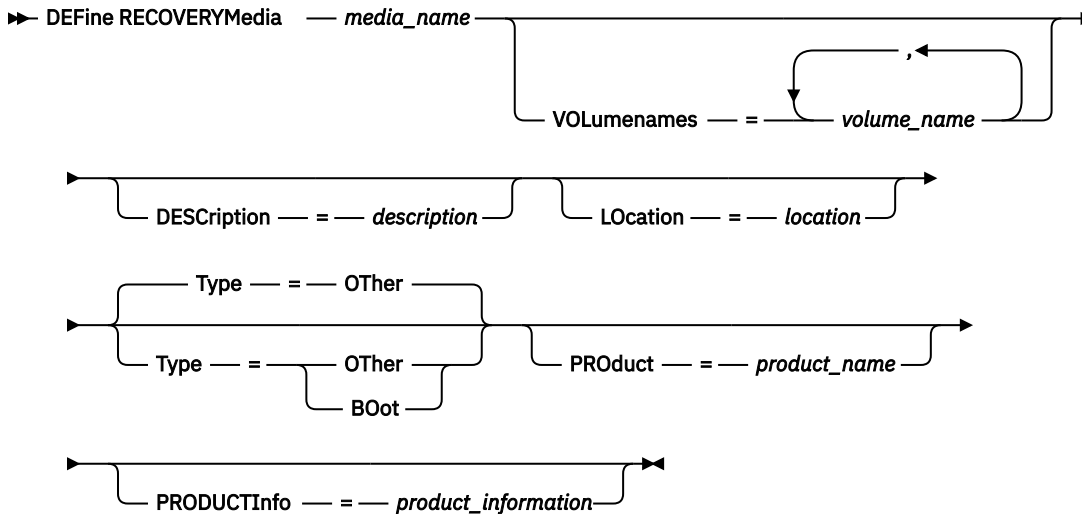 DEFine RECOVERYMedia media_name
,
VOLumenames = volume_name
DESCription = description LOcation = location
Type = OTher
Type = OTher PROduct = product_name
BOot
PRODUCTInfo = product_information